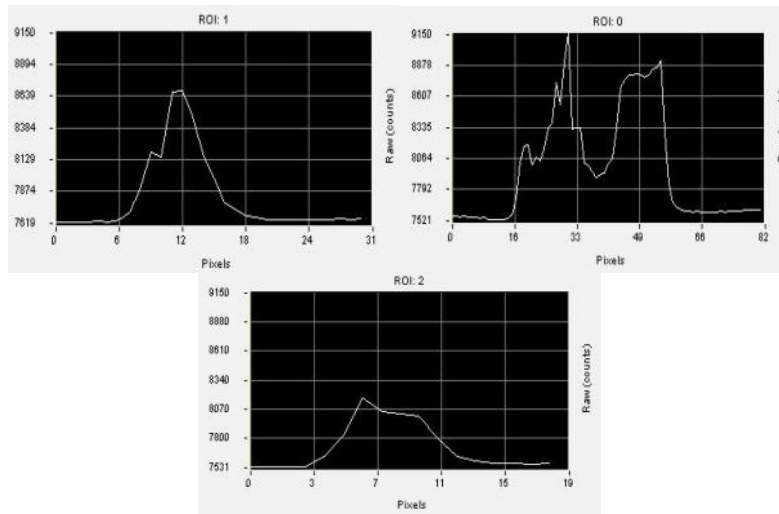 ROI: 1
9150
8894
8639
8384
8129
7874
7619
0 6 12 18 24 31
Pixels
ROI: 0
Raw (counts)
9150
8878
8607
8335
8064
7792
7521
0 16 33 49 66 82
Pixels
ROI: 2
9150
8880
8610
8340
8070
7800
7531
0 3 7 11 15 19
Pixels
Raw (counts)